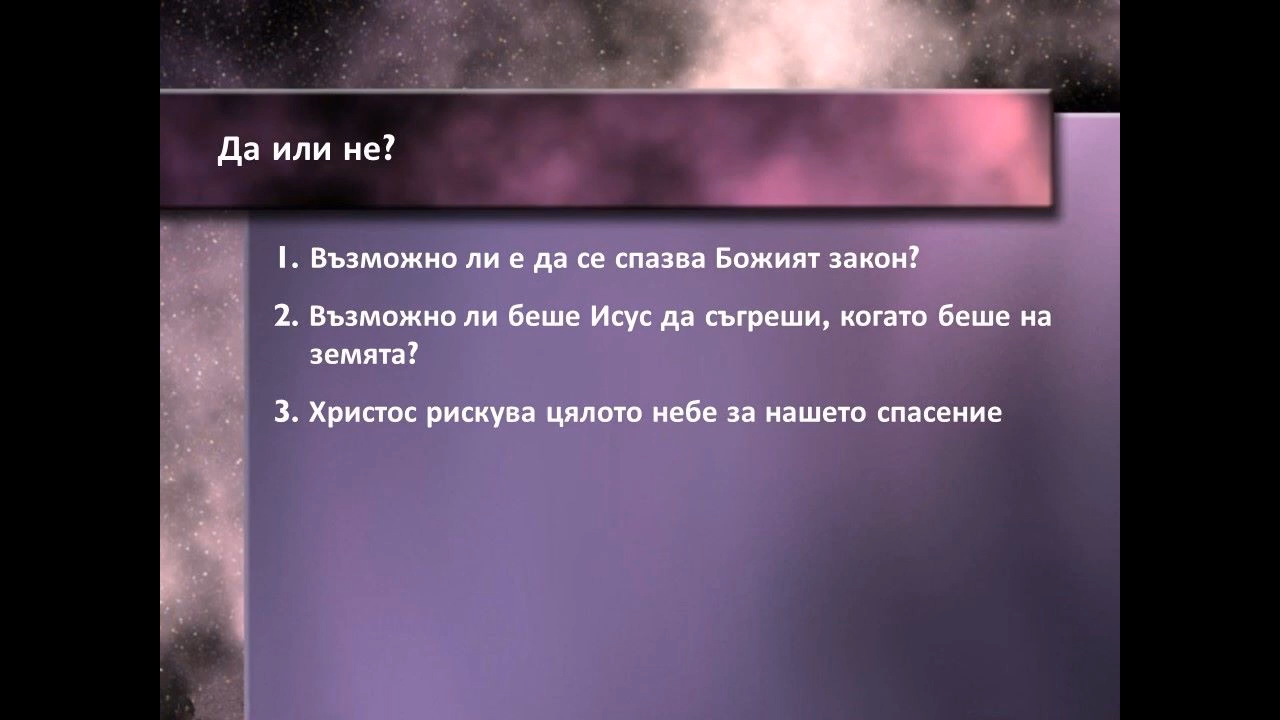 Да или не?
1. Възможно ли е да се спазва Божият закон?
2. Възможно ли беше Исус да съгреши, когато беше на
земята?
3. Христос рискува цялото небе за нашето спасение